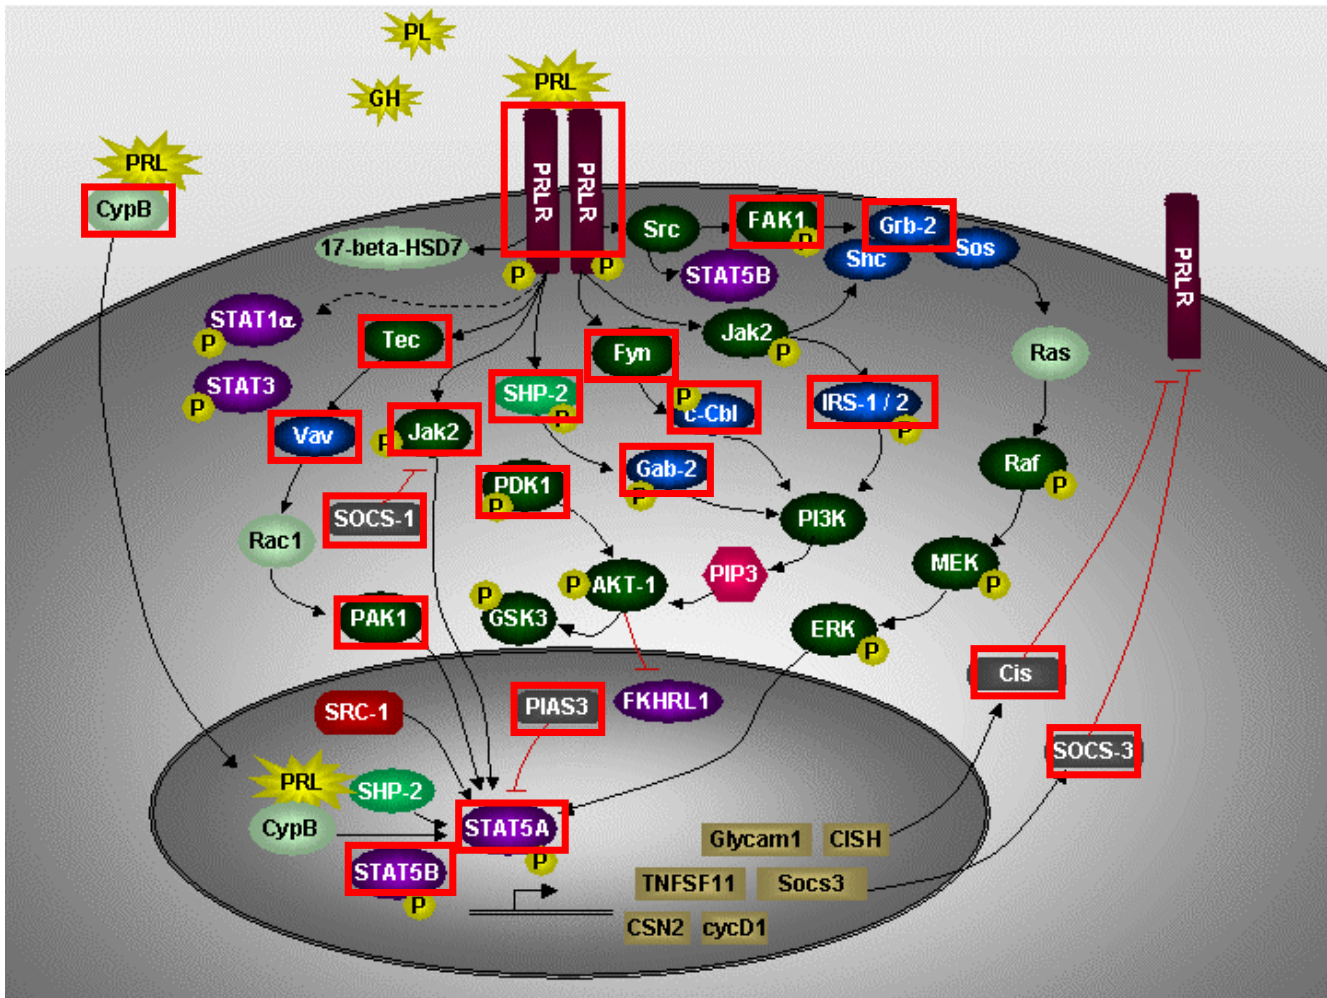 PL
GH
PRL
PRL
CypB
PRLR
PRLR
PRLR
17-beta-HSD7
Src
FAK1
P
Grb-2
Sos
Shc
STAT5B
P
P
STAT1α
P
Tec
Fyn
Jak2
P
Ras
STAT3
P
SHP-2
P
P
c-Cbl
IRS-1 / 2
P
Vav
P
Jak2
Gab-2
P
Raf
P
PDK1
P
SOCS-1
PI3K
Rac1
MEK
P
P
AKT-1
PIP3
P
GSK3
PAK1
ERK
P
Cis
SRC-1
PIAS3
FKHRL1
SOCS-3
PRL
SHP-2
CypB
STAT5A
P
Glycam1
CISH
STAT5B
P
TNFSF11
Socs3
CSN2
cycD1